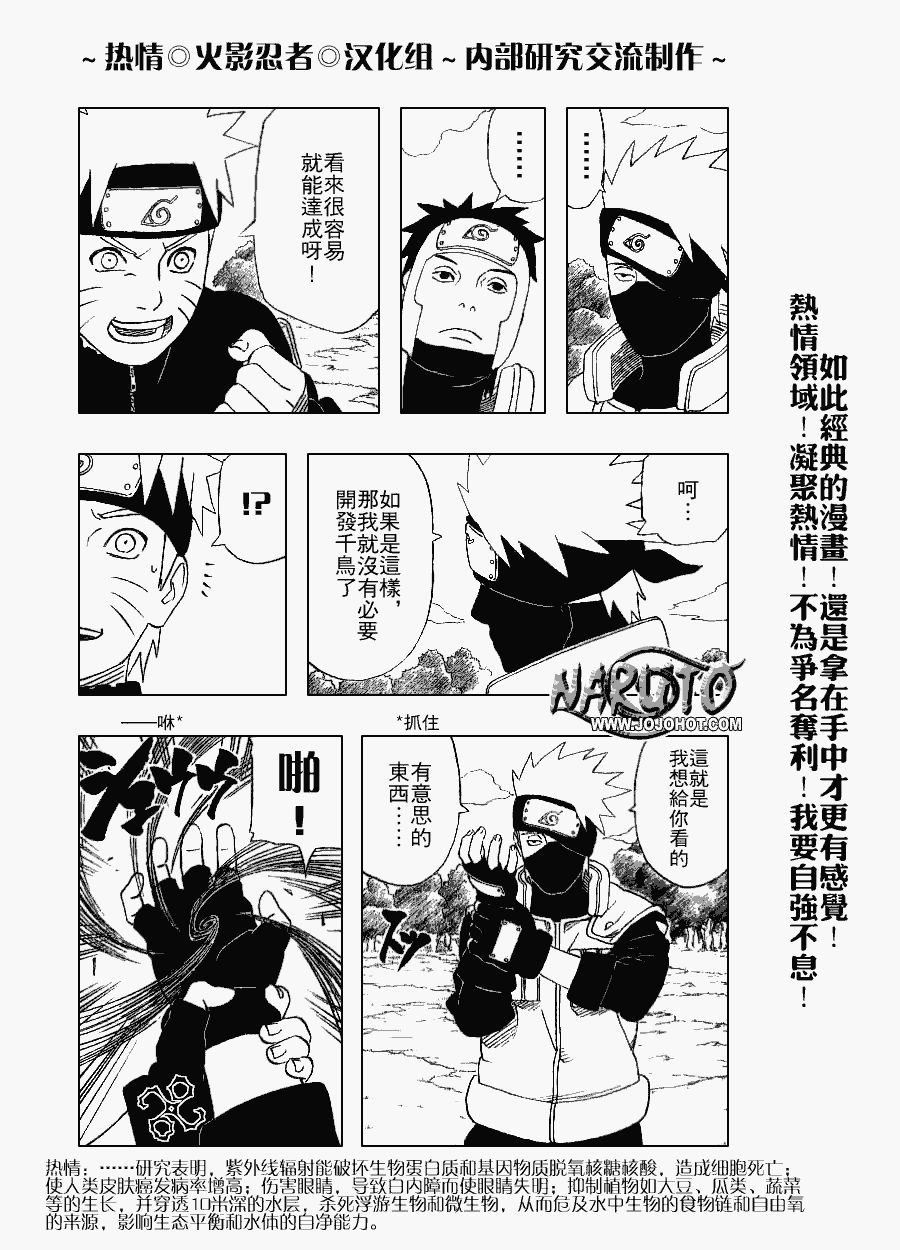 ~热情◎火影忍者◎汉化组~内部研究交流制作~
………
………
看來很容易
就能達成呀！
呵…
如果是這樣，
那我就沒有必要
開發千鳥了
!?
*抓住
這就是
我想給你看的
有意思的
東西……
スッ
——咻*
啪！
NARUTO
WWW.JOJOHOT.COM
如此經典的漫畫！還是拿在手中才更有感覺！
熱情領域！凝聚熱情！不為爭名奪利！我要自強不息！
热情：……研究表明，紫外线辐射能破坏生物蛋白质和基因物质脱氧核糖核酸，造成细胞死亡；
使人类皮肤癌发病率增高；伤害眼睛，导致白内障而使眼睛失明；抑制植物如大豆、瓜类、蔬菜
等的生长，并穿透10米深的水层，杀死浮游生物和微生物，从而危及水中生物的食物链和自由氧
的来源，影响生态平衡和水体的自净能力。